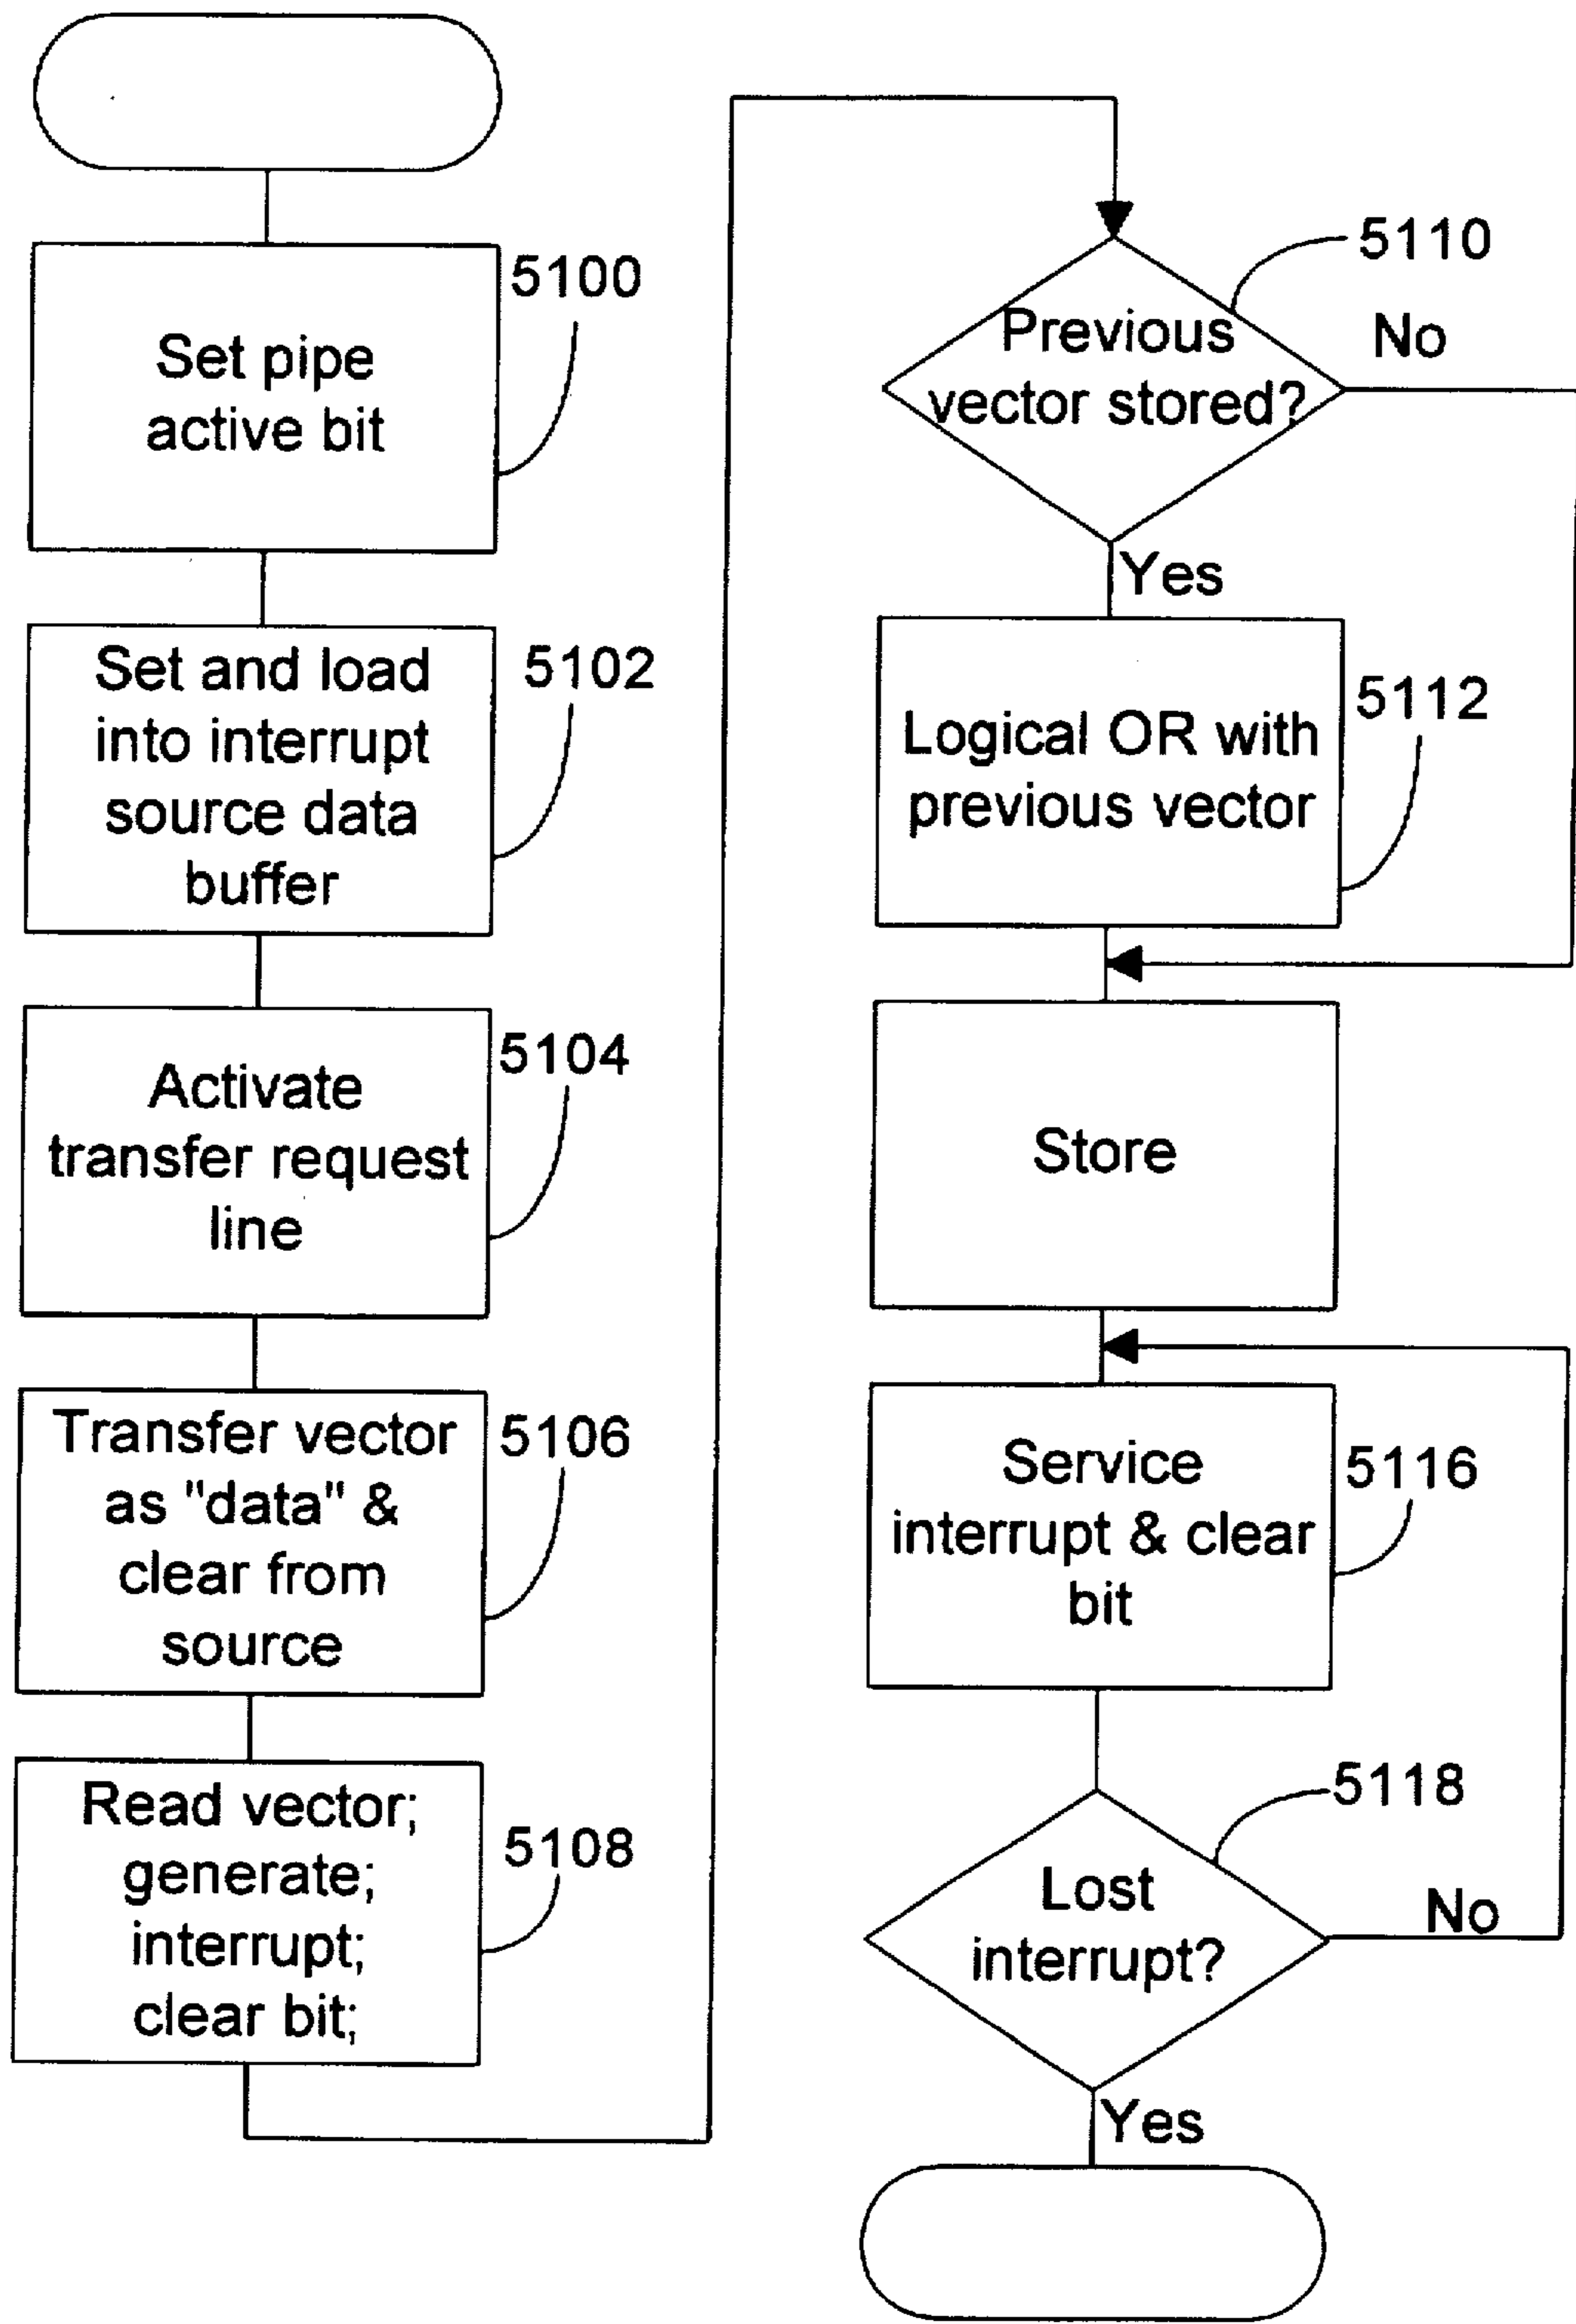 Set pipe
active bit
5100
Set and load
into interrupt
source data
buffer
5102
Activate
transfer request
line
5104
Transfer vector
as "data" &
clear from
source
5106
Read vector;
generate;
interrupt;
clear bit;
5108
Previous
vector stored?
5110
No
Yes
Logical OR with
previous vector
5112
Store
Service
interrupt & clear
bit
5116
Lost
interrupt?
5118
No
Yes